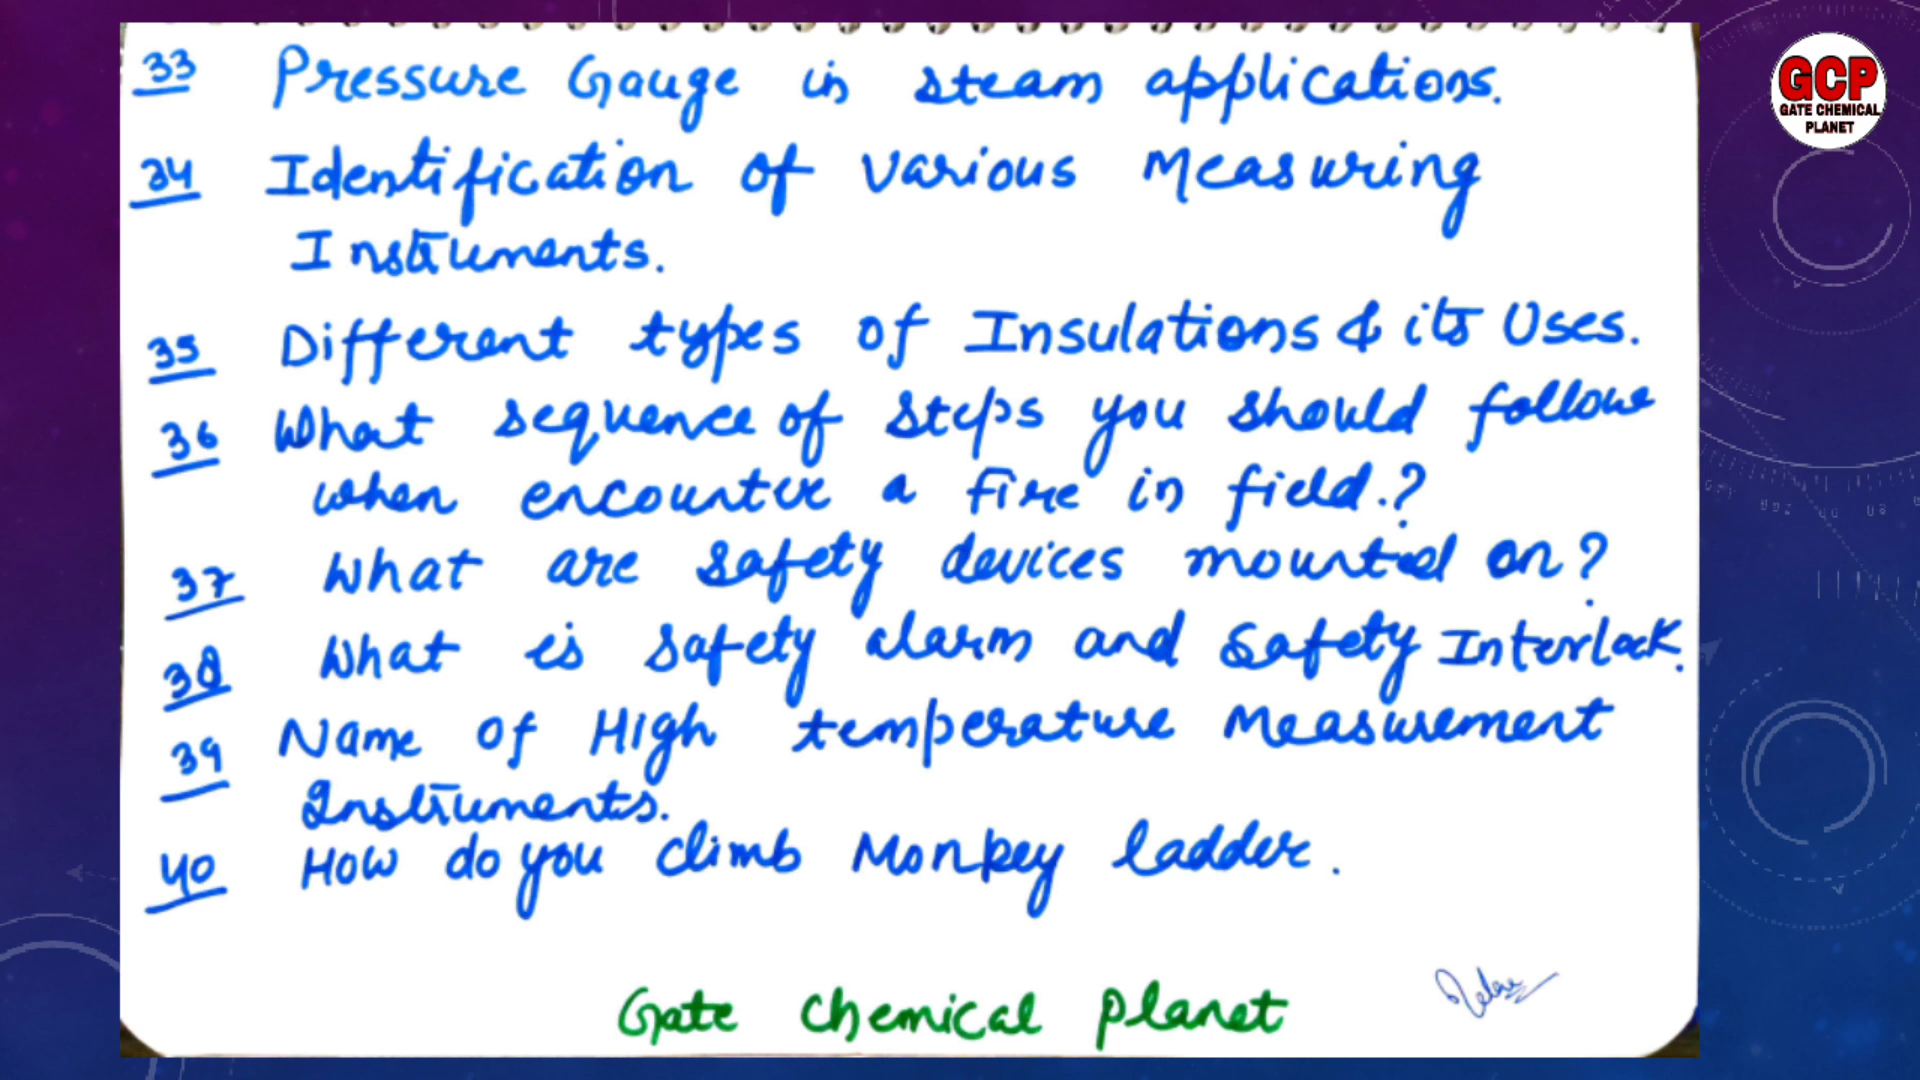 33 Pressure Gauge in steam applications.
34 Identification of Various Measuring
Instruments.
35 Different types of Insulations & its Uses.
36 What sequence of steps you should follow
when encounter a fire in field.?
37 What are safety devices mounted on?
38 What is safety alarm and safety Interlock.
39 Name of High temperature Measurement
Instruments.
40 How do you climb Monkey ladder.
Gate Chemical Planet
GCP
GATE CHEMICAL
PLANET